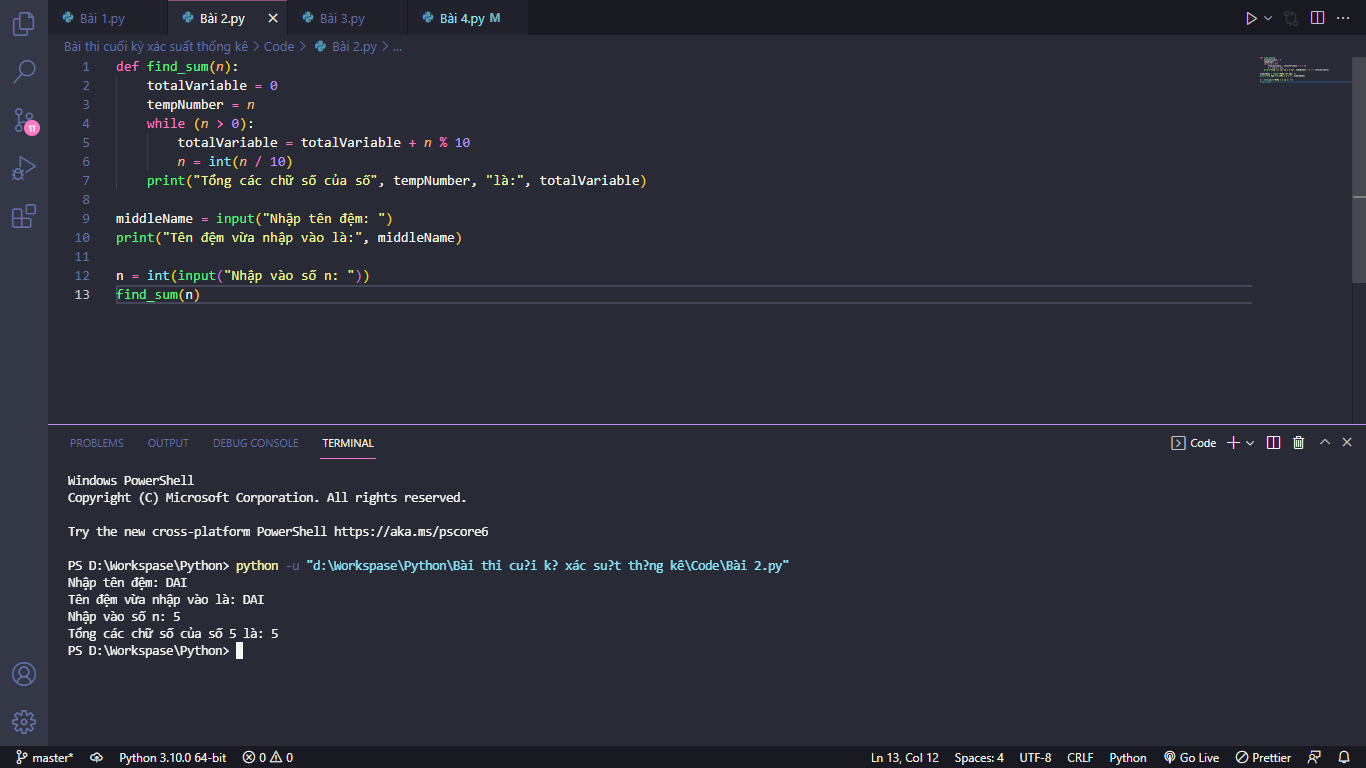 Bài 1.py
Bài 2.py
Bài 3.py
Bài 4.py M
Bài thi cuối kỳ xác suất thống kê > Code > Bài 2.py > ...
1 def find_sum(n):
2 totalVariable = 0
3 tempNumber = n
4 while (n > 0):
5 totalVariable = totalVariable + n % 10
6 n = int(n / 10)
7 print("Tổng các chữ số của số", tempNumber, "là:", totalVariable)
8
9 middleName = input("Nhập tên đệm: ")
10 print("Tên đệm vừa nhập vào là:", middleName)
11
12 n = int(input("Nhập vào số n: "))
13 find_sum(n)
11
PROBLEMS OUTPUT DEBUG CONSOLE TERMINAL
Code
Windows PowerShell
Copyright (C) Microsoft Corporation. All rights reserved.
Try the new cross-platform PowerShell https://aka.ms/pscore6
PS D:\Workspase\Python> python -u "d:\Workspase\Python\Bài thi cu?i k? xác su?t th?ng kê\Code\Bài 2.py"
Nhập tên đệm: DAI
Tên đệm vừa nhập vào là: DAI
Nhập vào số n: 5
Tổng các chữ số của số 5 là: 5
PS D:\Workspase\Python>
master* Python 3.10.0 64-bit 0 0 Ln 13, Col 12 Spaces: 4 UTF-8 CRLF Python Go Live Prettier